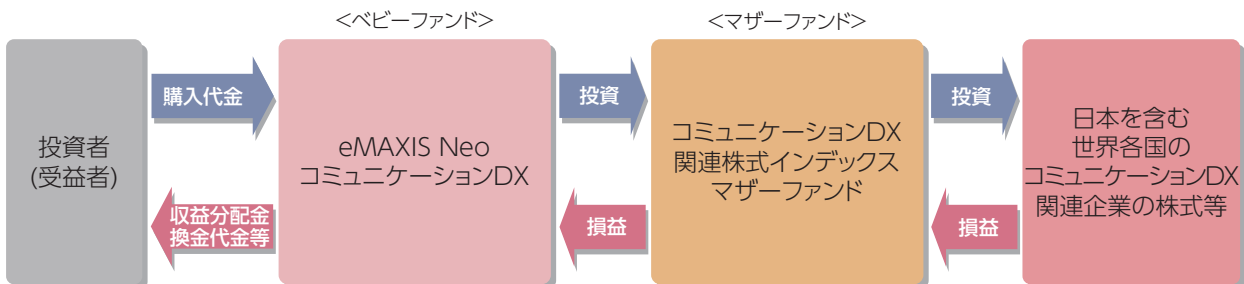 <ベビーファンド>
<マザーファンド>
投資者
(受益者)
購入代金
収益分配金
換金代金等
eMAXIS Neo
コミュニケーションDX
投資
損益
コミュニケーションDX
関連株式インデックス
マザーファンド
投資
損益
日本を含む
世界各国の
コミュニケーションDX
関連企業の株式等